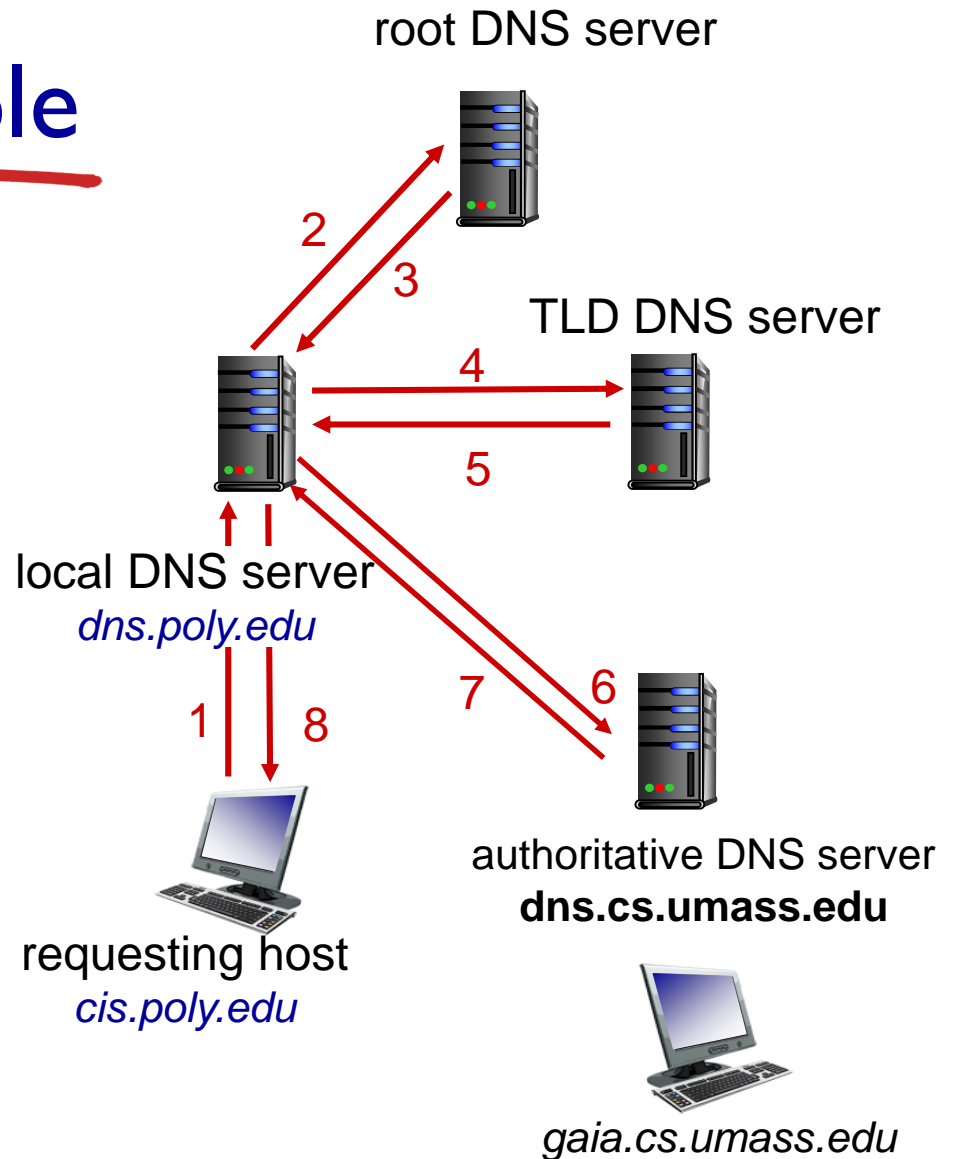 root DNS server
ple
2
3
TLD DNS server
4
5
local DNS server
dns.poly.edu
7
6
1
8
authoritative DNS server
dns.cs.umass.edu
requesting host
cis.poly.edu
gaia.cs.umass.edu